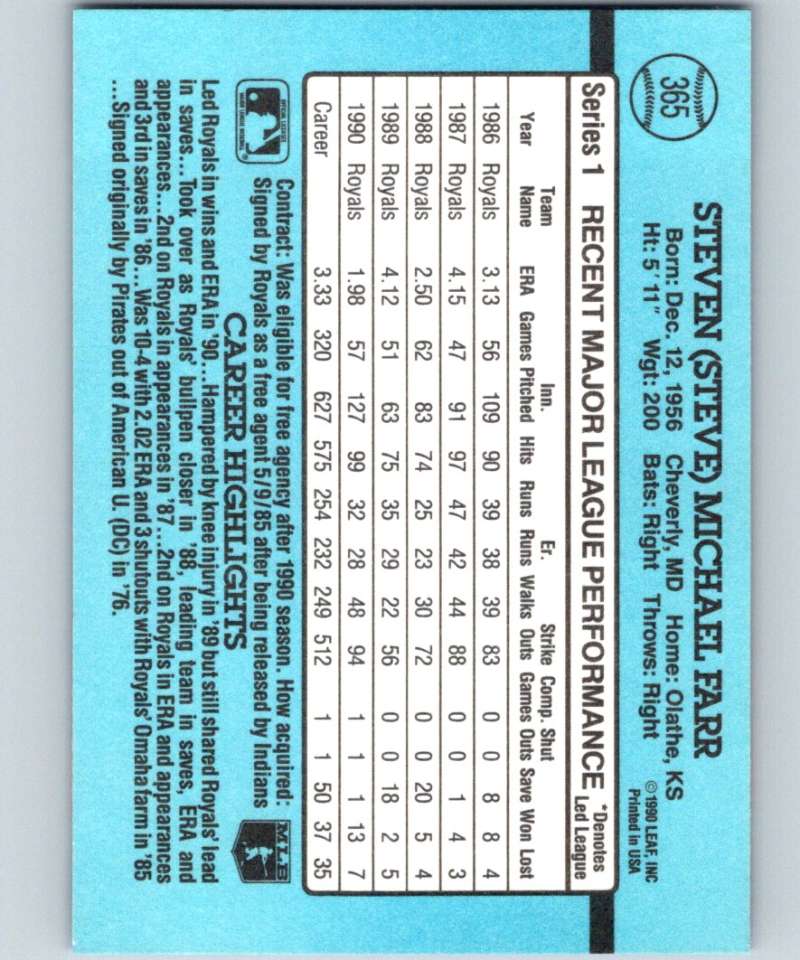 365
STEVEN (STEVE) MICHAEL FARR
Born: Dec. 12, 1956 Cheverly, MD Home: Olathe, KS
Ht: 5' 11" Wgt: 200 Bats: Right Throws: Right
©1990 LEAF, INC
Printed in USA
Series 1 RECENT MAJOR LEAGUE PERFORMANCE *Denotes Led League
Year Team Name ERA Games Inn. Pitched Hits Runs Er. Runs Walks Strike Outs Comp. Games Shut Outs Save Won Lost
1986 Royals 3.13 56 109 90 39 38 39 83 0 0 8 8 4
1987 Royals 4.15 47 91 97 47 42 44 88 0 0 1 4 3
1988 Royals 2.50 62 83 74 25 23 30 72 0 0 20 5 4
1989 Royals 4.12 51 63 75 35 29 22 56 0 0 18 2 5
1990 Royals 1.98 57 127 99 32 28 48 94 1 1 1 13 7
Career 3.33 320 627 575 254 232 249 512 1 1 50 37 35
OFFICIAL LICENSEE
MAJOR LEAGUE BASEBALL
Contract: Was eligible for free agency after 1990 season. How acquired:
Signed by Royals as a free agent 5/9/85 after being released by Indians
MLB
CAREER HIGHLIGHTS
Led Royals in wins and ERA in '90...Hampered by knee injury in '89 but still shared Royals' lead
in saves...Took over as Royals' bullpen closer in '88, leading team in saves, ERA and
appearances...2nd on Royals in appearances in '87...2nd on Royals in ERA and appearances
and 3rd in saves in '86...Was 10-4 with 2.02 ERA and 3 shutouts with Royals' Omaha farm in '85
...Signed originally by Pirates out of American U. (DC) in '76.